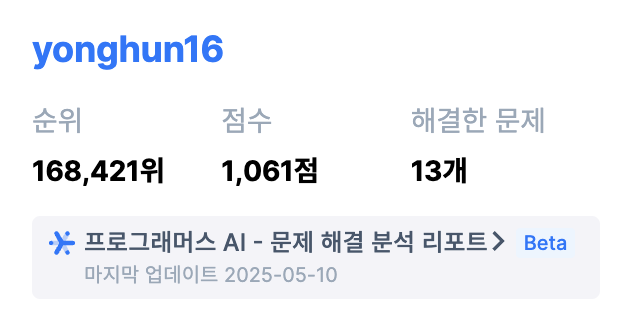 yonghun16
순위 점수 해결한 문제
168,421위 1,061점 13개
프로그래머스 AI - 문제 해결 분석 리포트 Beta
마지막 업데이트 2025-05-10